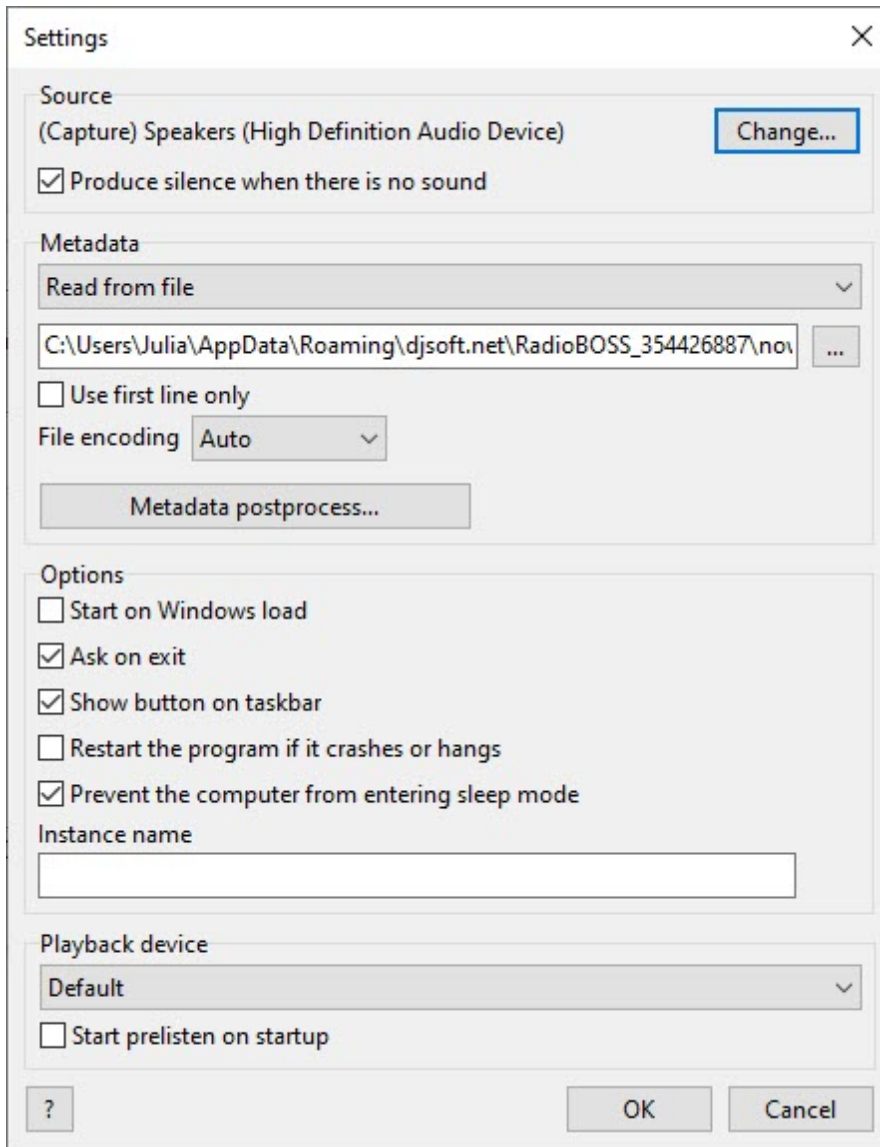 Settings
Source
(Capture) Speakers (High Definition Audio Device)
Change...
Produce silence when there is no sound
Metadata
Read from file
C:\Users\Julia\AppData\Roaming\djsoft.net\RadioBOSS_354426887\no
...
Use first line only
File encoding
Auto
Metadata postprocess...
Options
Start on Windows load
Ask on exit
Show button on taskbar
Restart the program if it crashes or hangs
Prevent the computer from entering sleep mode
Instance name
Playback device
Default
Start prelisten on startup
?
OK
Cancel